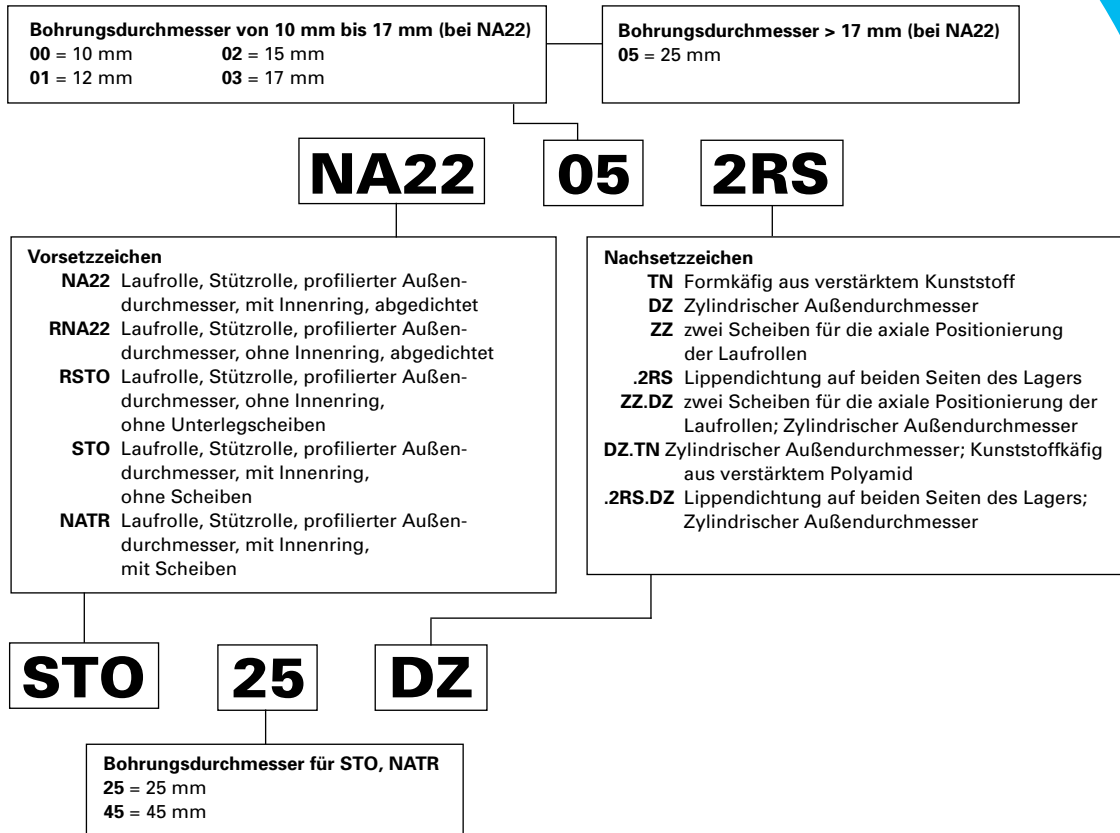 Bohrungsdurchmesser von 10 mm bis 17 mm (bei NA22)
00 = 10 mm 02 = 15 mm
01 = 12 mm 03 = 17 mm
Bohrungsdurchmesser > 17 mm (bei NA22)
05 = 25 mm
NA22 05 2RS
Vorsetzzeichen
NA22 Laufrolle, Stützrolle, profilierter Außen-
durchmesser, mit Innenring, abgedichtet
RNA22 Laufrolle, Stützrolle, profilierter Außen-
durchmesser, ohne Innenring, abgedichtet
RSTO Laufrolle, Stützrolle, profilierter Außen-
durchmesser, ohne Innenring,
ohne Unterlegscheiben
STO Laufrolle, Stützrolle, profilierter Außen-
durchmesser, mit Innenring,
ohne Scheiben
NATR Laufrolle, Stützrolle, profilierter Außen-
durchmesser, mit Innenring,
mit Scheiben
Nachsetzzeichen
TN Formkäfig aus verstärktem Kunststoff
DZ Zylindrischer Außendurchmesser
ZZ zwei Scheiben für die axiale Positionierung
der Laufrollen
.2RS Lippendichtung auf beiden Seiten des Lagers
ZZ.DZ zwei Scheiben für die axiale Positionierung der
Laufrollen; Zylindrischer Außendurchmesser
DZ.TN Zylindrischer Außendurchmesser; Kunststoffkäfig
aus verstärktem Polyamid
.2RS.DZ Lippendichtung auf beiden Seiten des Lagers;
Zylindrischer Außendurchmesser
STO 25 DZ
Bohrungsdurchmesser für STO, NATR
25 = 25 mm
45 = 45 mm